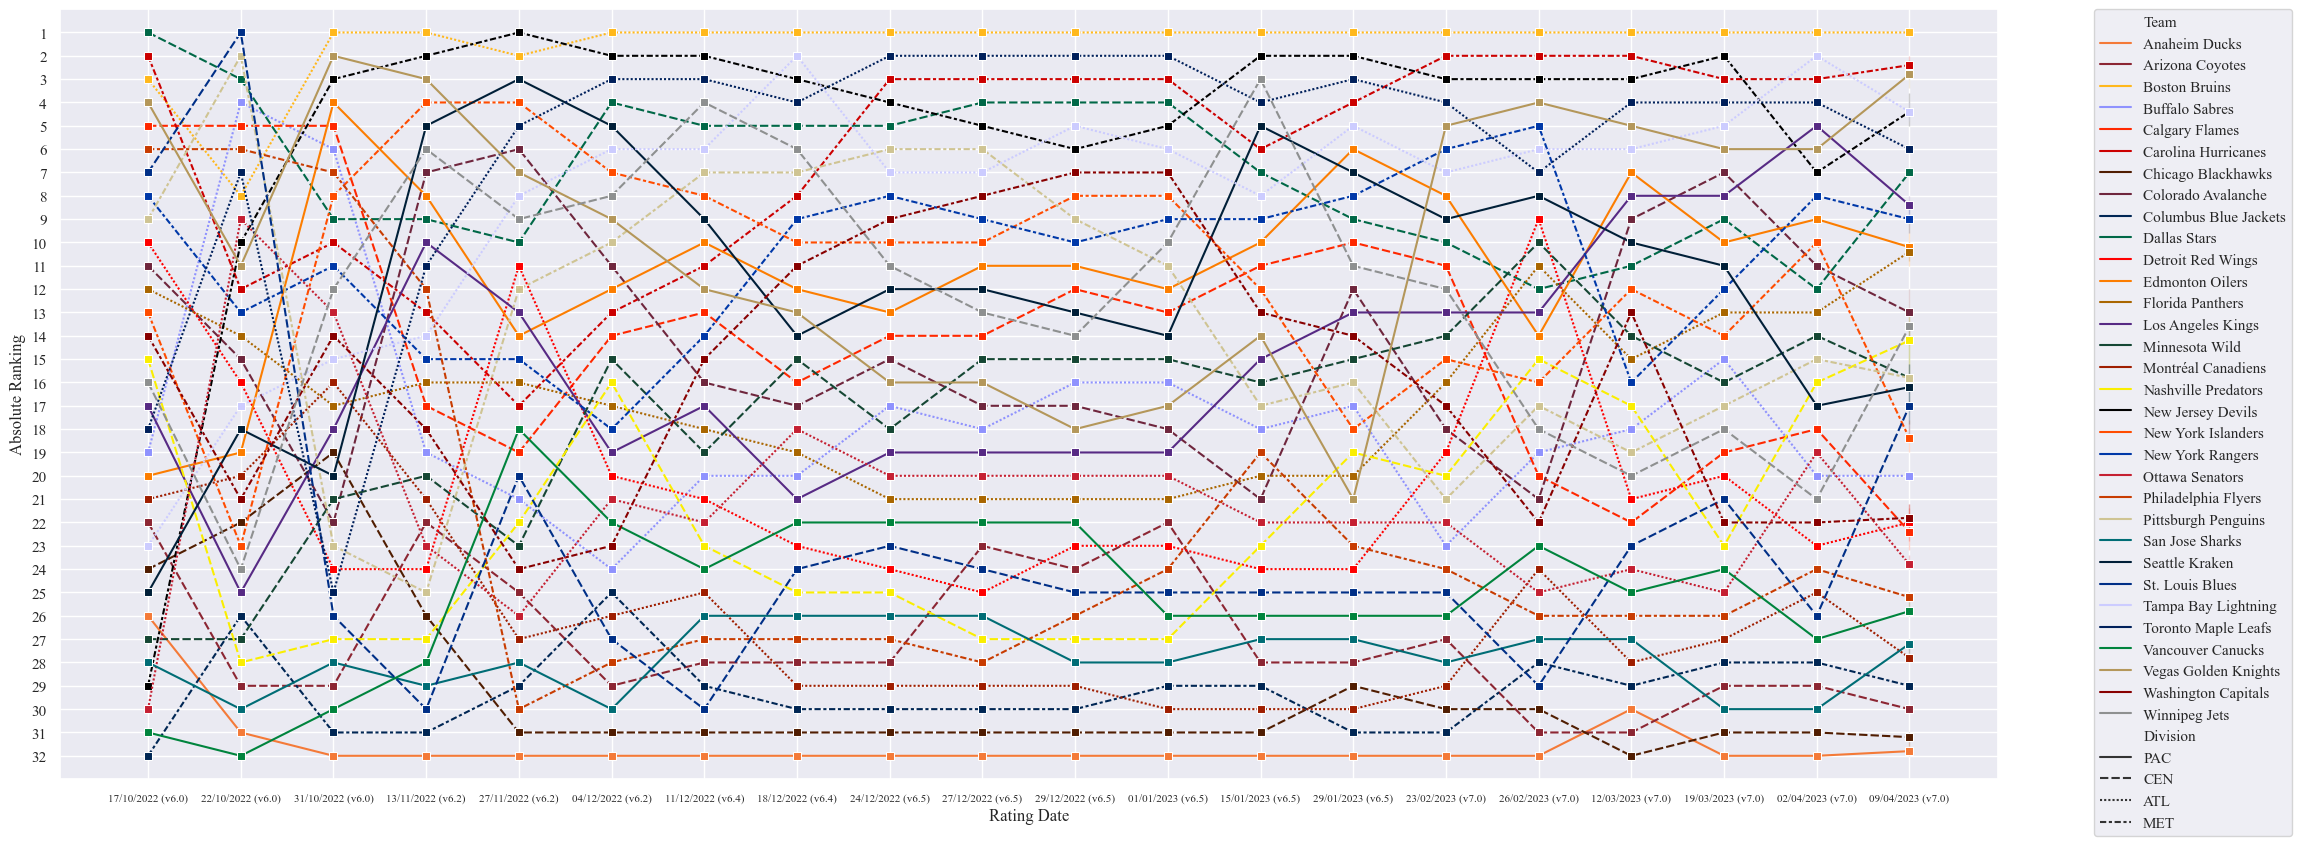 Absolute Ranking
1
2
3
4
5
6
7
8
9
10
11
12
13
14
15
16
17
18
19
20
21
22
23
24
25
26
27
28
29
30
31
32
17/10/2022 (v6.0) 22/10/2022 (v6.0) 31/10/2022 (v6.0) 13/11/2022 (v6.2) 27/11/2022 (v6.2) 04/12/2022 (v6.2) 11/12/2022 (v6.4) 18/12/2022 (v6.4) 24/12/2022 (v6.5) 27/12/2022 (v6.5) 29/12/2022 (v6.5) 01/01/2023 (v6.5) 15/01/2023 (v6.5) 29/01/2023 (v6.5) 23/02/2023 (v7.0) 26/02/2023 (v7.0) 12/03/2023 (v7.0) 19/03/2023 (v7.0) 02/04/2023 (v7.0) 09/04/2023 (v7.0)
Rating Date
Team
Anaheim Ducks
Arizona Coyotes
Boston Bruins
Buffalo Sabres
Calgary Flames
Carolina Hurricanes
Chicago Blackhawks
Colorado Avalanche
Columbus Blue Jackets
Dallas Stars
Detroit Red Wings
Edmonton Oilers
Florida Panthers
Los Angeles Kings
Minnesota Wild
Montréal Canadiens
Nashville Predators
New Jersey Devils
New York Islanders
New York Rangers
Ottawa Senators
Philadelphia Flyers
Pittsburgh Penguins
San Jose Sharks
Seattle Kraken
St. Louis Blues
Tampa Bay Lightning
Toronto Maple Leafs
Vancouver Canucks
Vegas Golden Knights
Washington Capitals
Winnipeg Jets
Division
PAC
CEN
ATL
MET